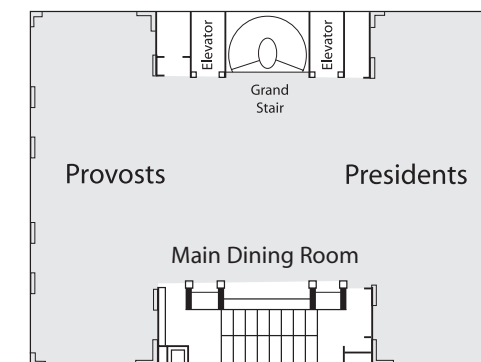 Elevator
Elevator
Grand
Stair
Provosts
Presidents
Main Dining Room